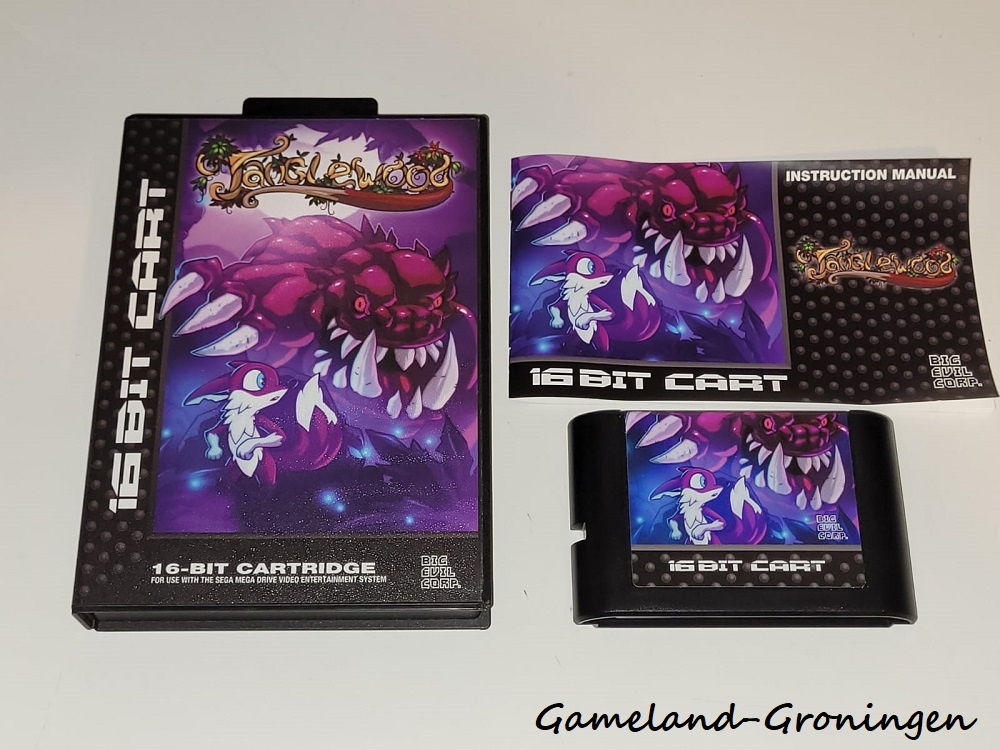 Tanglewood
16 BIT CART
16-BIT CARTRIDGE
FOR USE WITH THE SEGA MEGA DRIVE VIDEO ENTERTAINMENT SYSTEM
BIG
EVIL
CORP.
INSTRUCTION MANUAL
Tanglewood
16 BIT CART
BIG
EVIL
CORP.
BIG
EVIL
CORP.
16 BIT CART
Gameland-Groningen